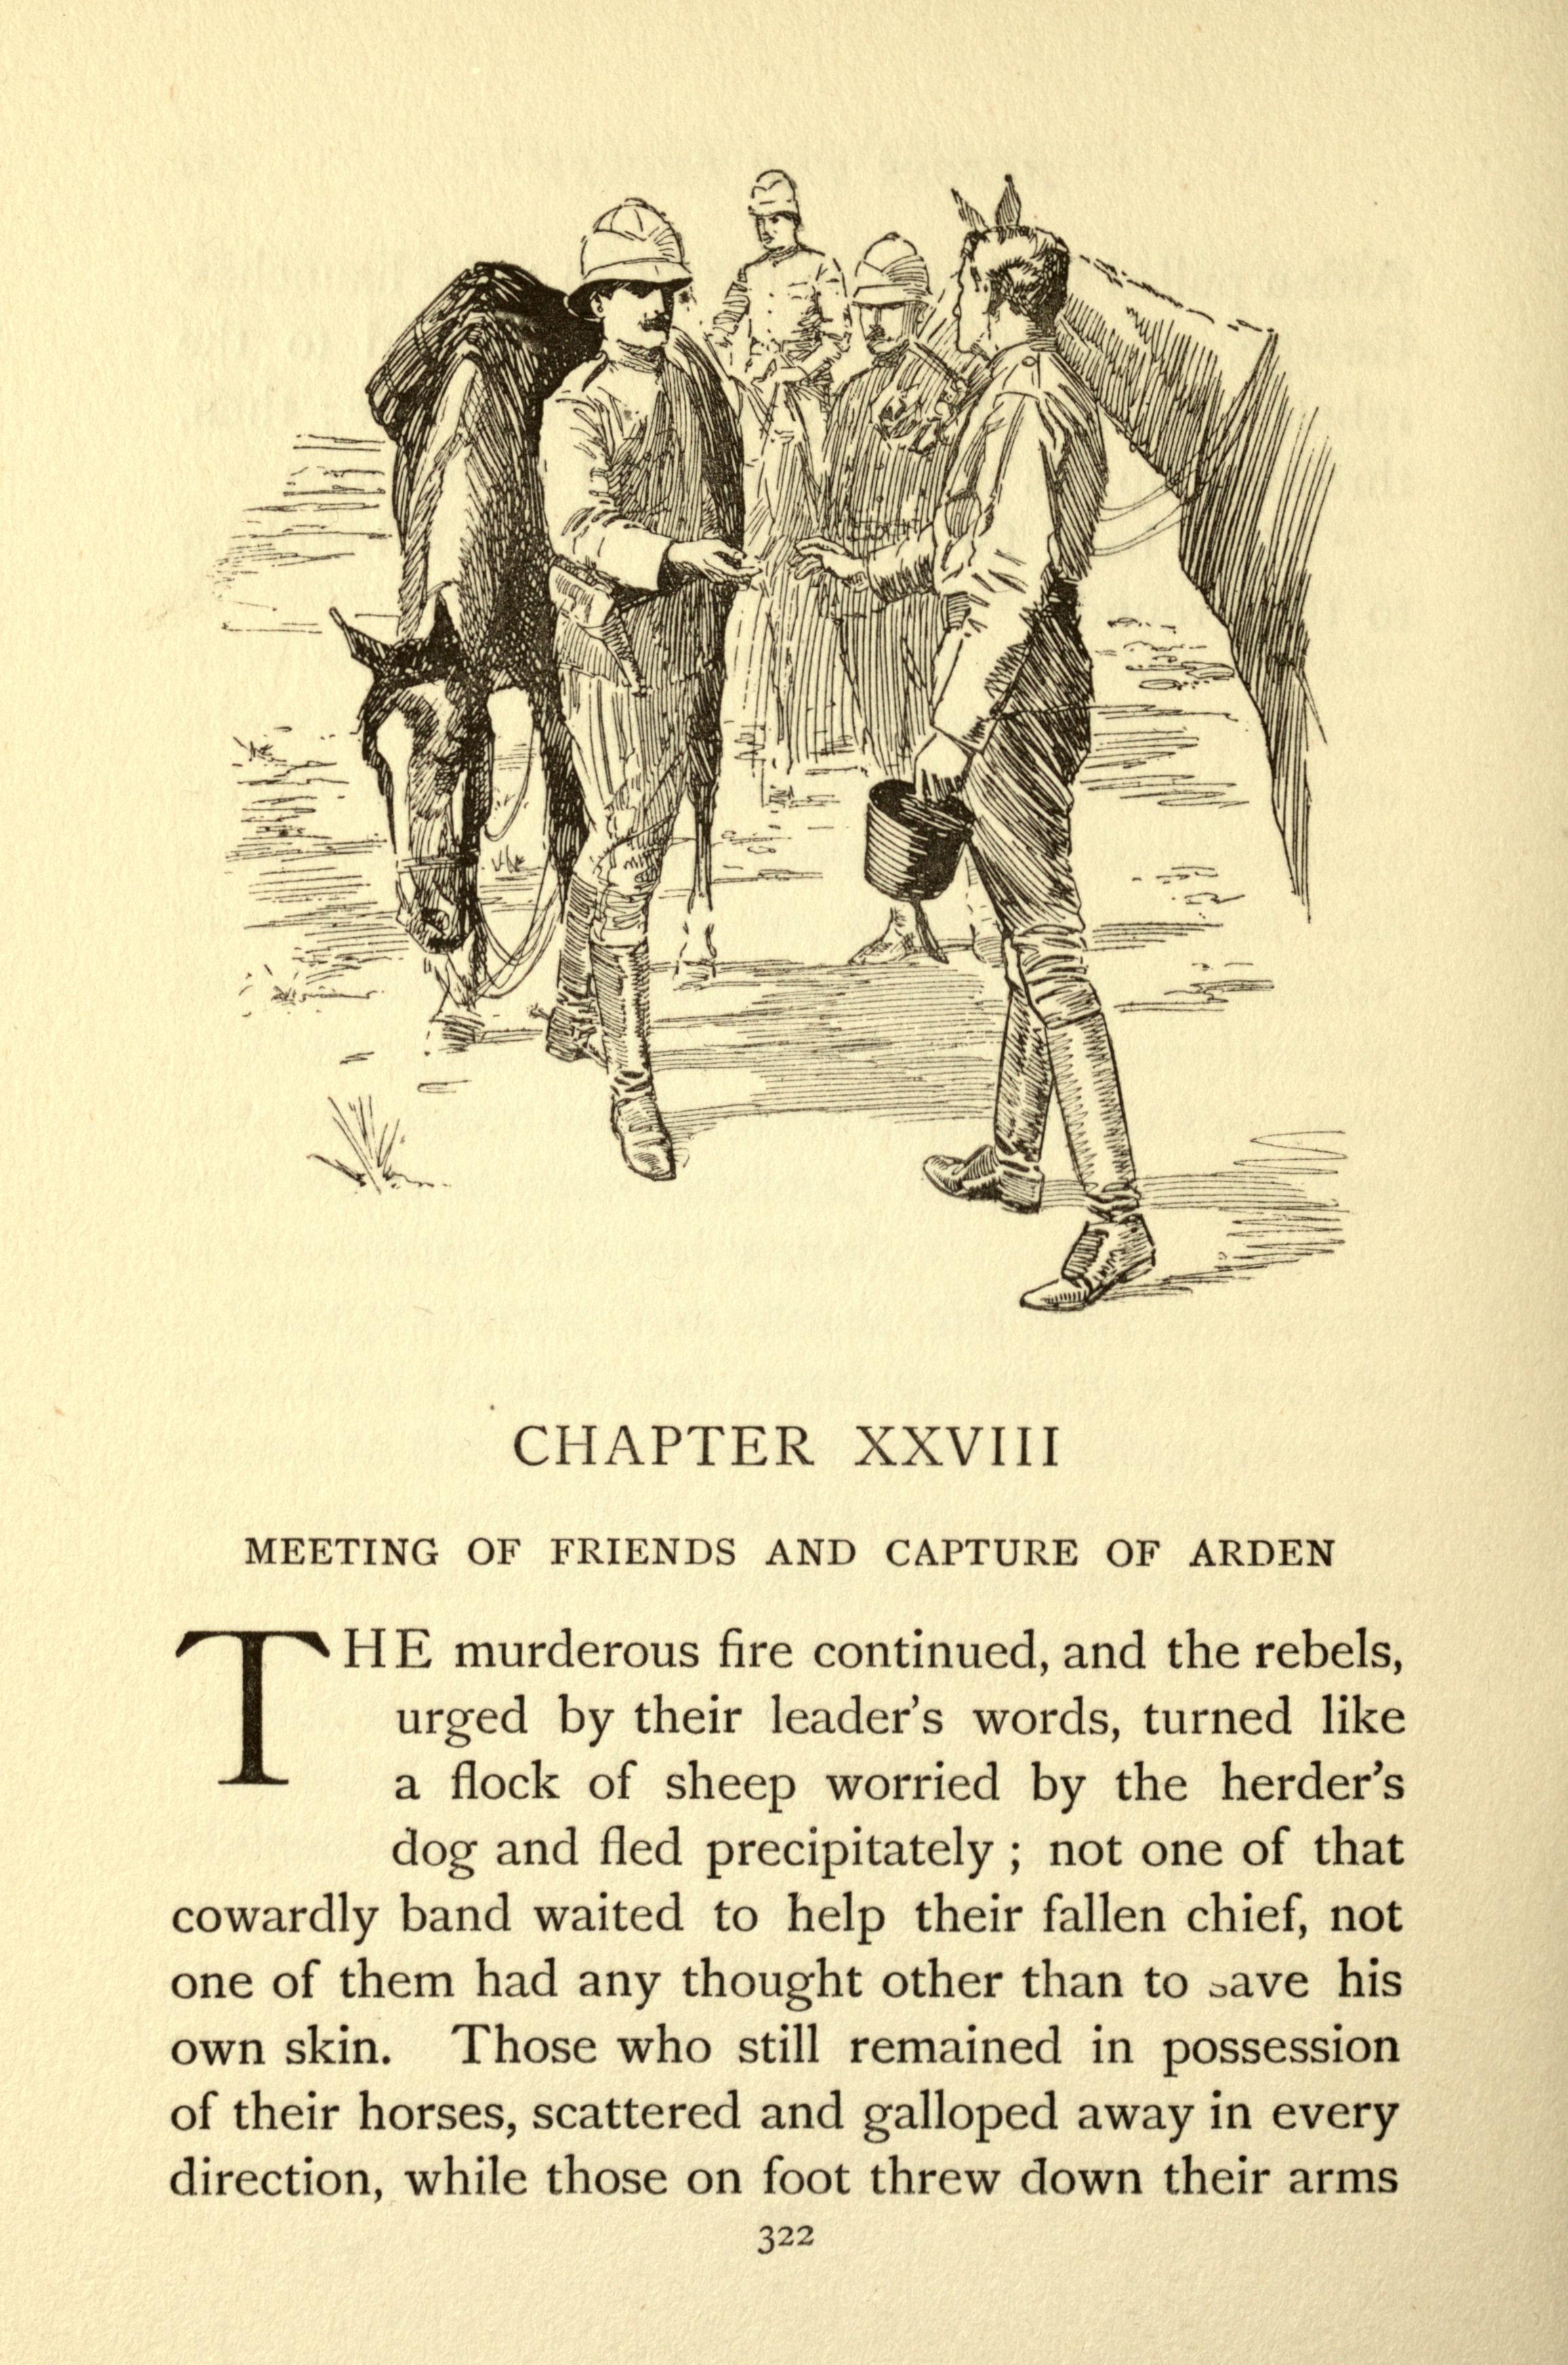 CHAPTER XXVIII
MEETING OF FRIENDS AND CAPTURE OF ARDEN
THE murderous fire continued, and the rebels,
urged by their leader's words, turned like
a flock of sheep worried by the herder's
dog and fled precipitately ; not one of that
cowardly band waited to help their fallen chief, not
one of them had any thought other than to save his
own skin. Those who still remained in possession
of their horses, scattered and galloped away in every
direction, while those on foot threw down their arms
322